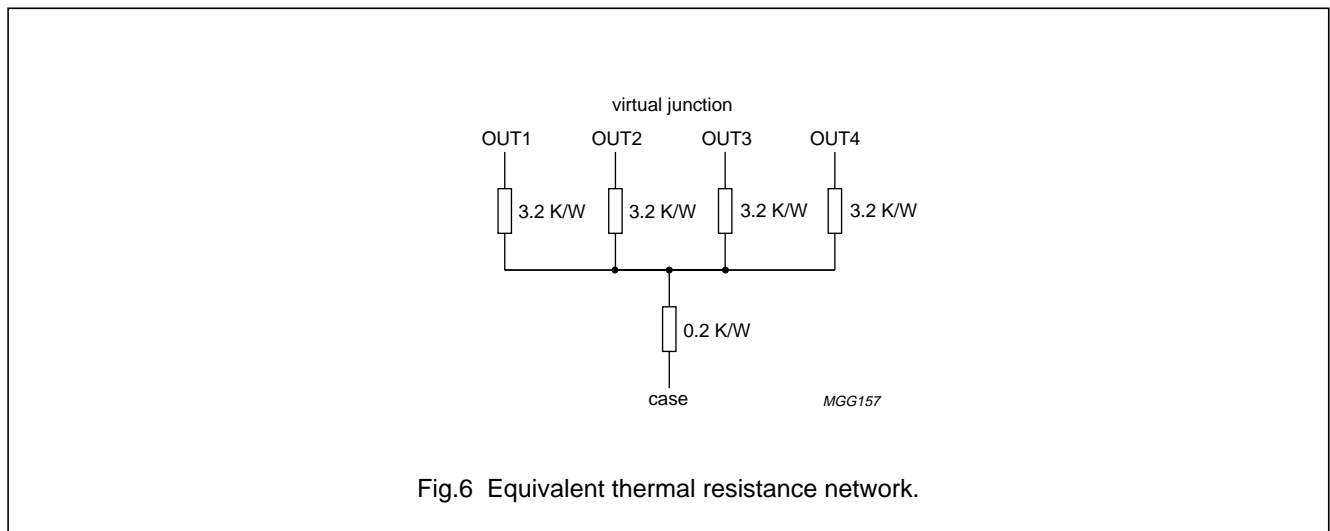 virtual junction
OUT1 OUT2 OUT3 OUT4
3.2 K/W 3.2 K/W 3.2 K/W 3.2 K/W
0.2 K/W
case MGG157
Fig.6 Equivalent thermal resistance network.